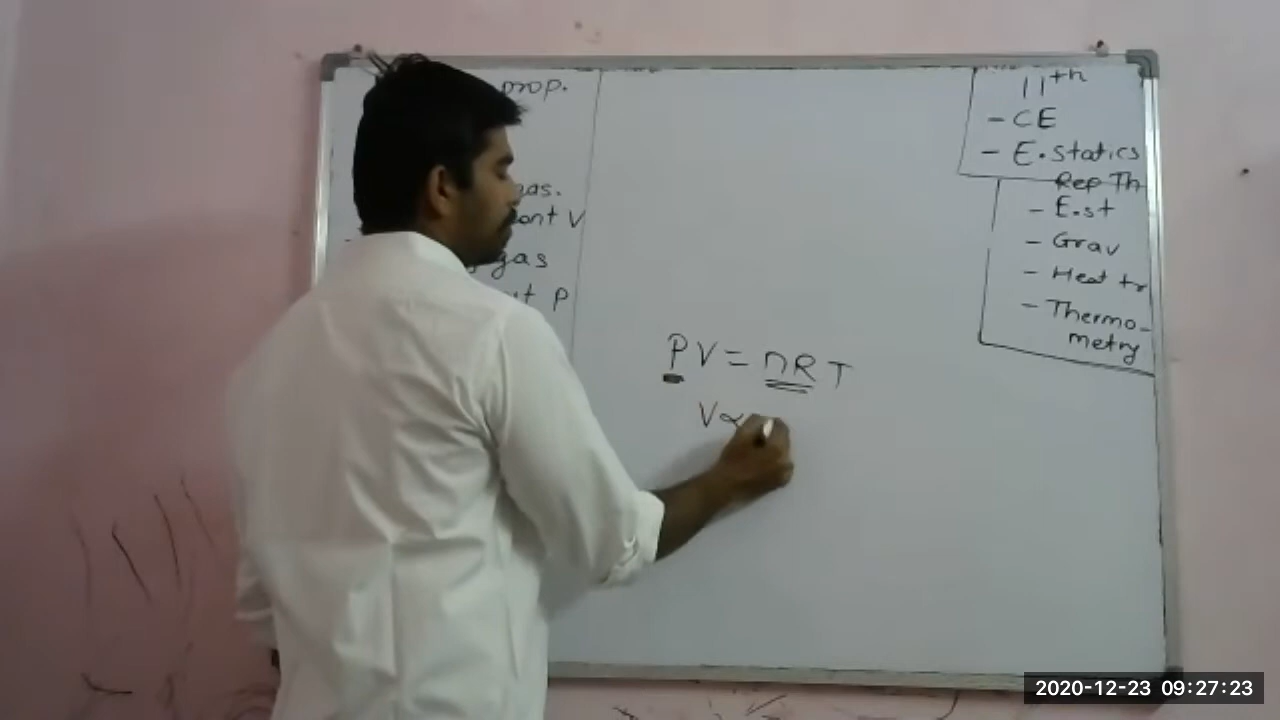 prop.
gas.
V
gas
P
PV = nRT
V ∝
11th
- CE
- E.statics
Rep Th
- E.st
- Grav
- Heat tr
- Thermo-
metry
2020-12-23 09:27:23